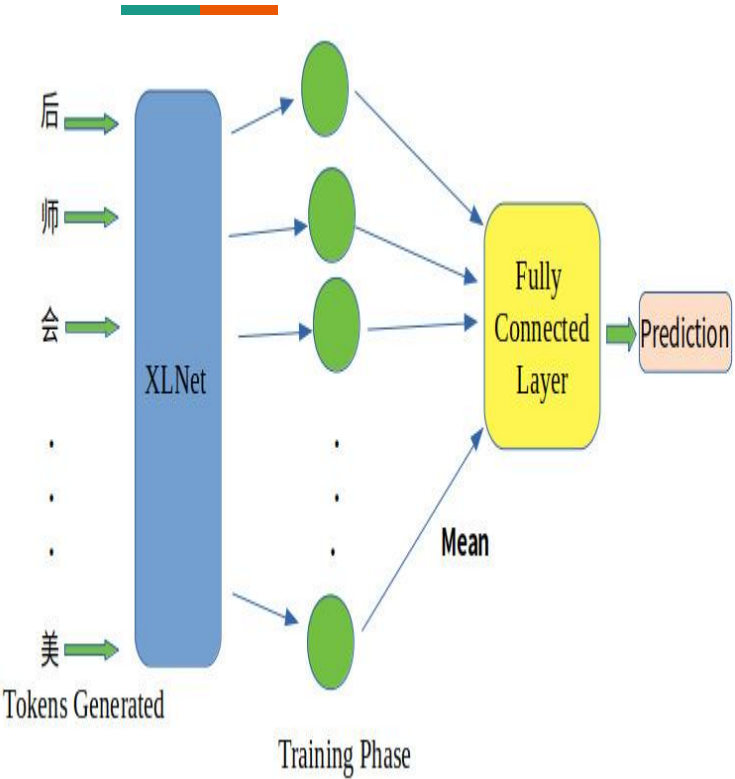 后
师
会
美
XLNet
Fully
Connected
Layer
Prediction
Mean
Tokens Generated
Training Phase